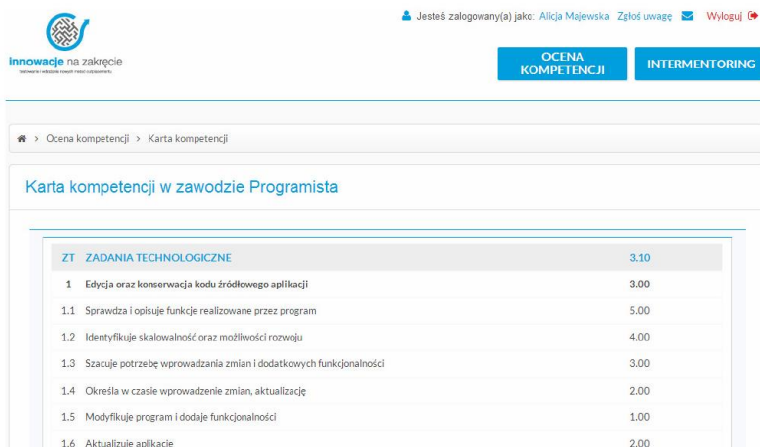 Jesteś zalogowany(a) jako: Alicja Majewska Zgłoś uwagę Wyloguj
innowacje na zakręcie
OCENA KOMPETENCJI
INTERMENTORING
> Ocena kompetencji > Karta kompetencji
Karta kompetencji w zawodzie Programista
ZT ZADANIA TECHNOLOGICZNE 3.10
1 Edycja oraz konserwacja kodu źródłowego aplikacji 3.00
1.1 Sprawdza i opisuje funkcje realizowane przez program 5.00
1.2 Identyfikuje skalowalność oraz możliwości rozwoju 4.00
1.3 Szacuje potrzebę wprowadzania zmian i dodatkowych funkcjonalności 3.00
1.4 Określa w czasie wprowadzenie zmian, aktualizację 2.00
1.5 Modyfikuje program i dodaje funkcjonalności 1.00
1.6 Aktualizuje aplikacje 2.00